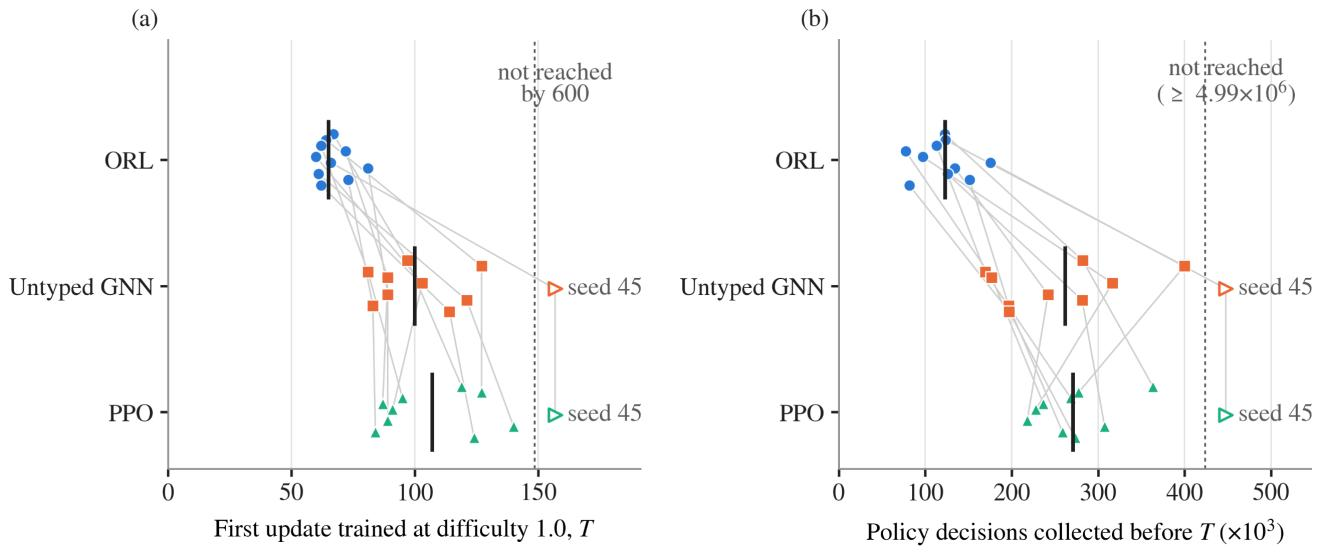 (a)
not reached
by 600
ORL
Untyped GNN
seed 45
PPO
seed 45
0 50 100 150
First update trained at difficulty 1.0, T
(b)
not reached
( ≥ 4.99×10⁶)
ORL
Untyped GNN
seed 45
PPO
seed 45
0 100 200 300 400 500
Policy decisions collected before T (×10³)